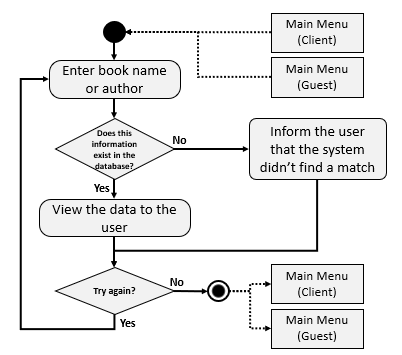 Main Menu
(Client)
Main Menu
(Guest)
Enter book name
or author
Does this
information
exist in the
database?
No
Inform the user
that the system
didn't find a match
Yes
View the data to the
user
Try again?
No
Yes
Main Menu
(Client)
Main Menu
(Guest)